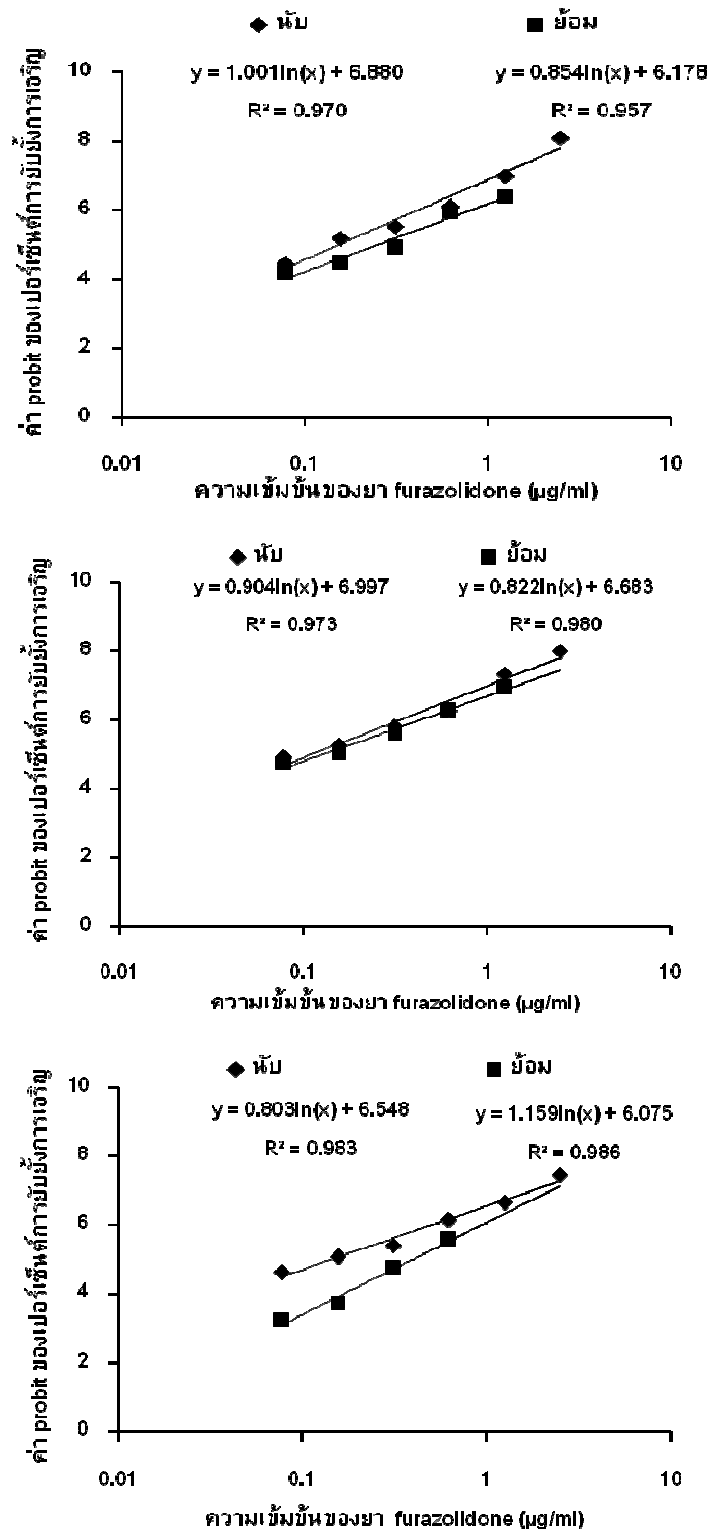 ◆ นับ ■ ย้อม
y = 1.001ln(x) + 6.880 y = 0.854ln(x) + 6.178
R² = 0.970 R² = 0.957
ค่า probit ของเปอร์เซ็นต์การยับยั้งการเจริญ
10
8
6
4
2
0
0.01 0.1 1 10
ความเข้มข้นของยา furazolidone (µg/ml)
◆ นับ ■ ย้อม
y = 0.904ln(x) + 6.997 y = 0.822ln(x) + 6.683
R² = 0.973 R² = 0.980
ค่า probit ของเปอร์เซ็นต์การยับยั้งการเจริญ
10
8
6
4
2
0
0.01 0.1 1 10
ความเข้มข้นของยา furazolidone (µg/ml)
◆ นับ ■ ย้อม
y = 0.803ln(x) + 6.548 y = 1.159ln(x) + 6.075
R² = 0.983 R² = 0.986
ค่า probit ของเปอร์เซ็นต์การยับยั้งการเจริญ
10
8
6
4
2
0
0.01 0.1 1 10
ความเข้มข้นของยา furazolidone (µg/ml)